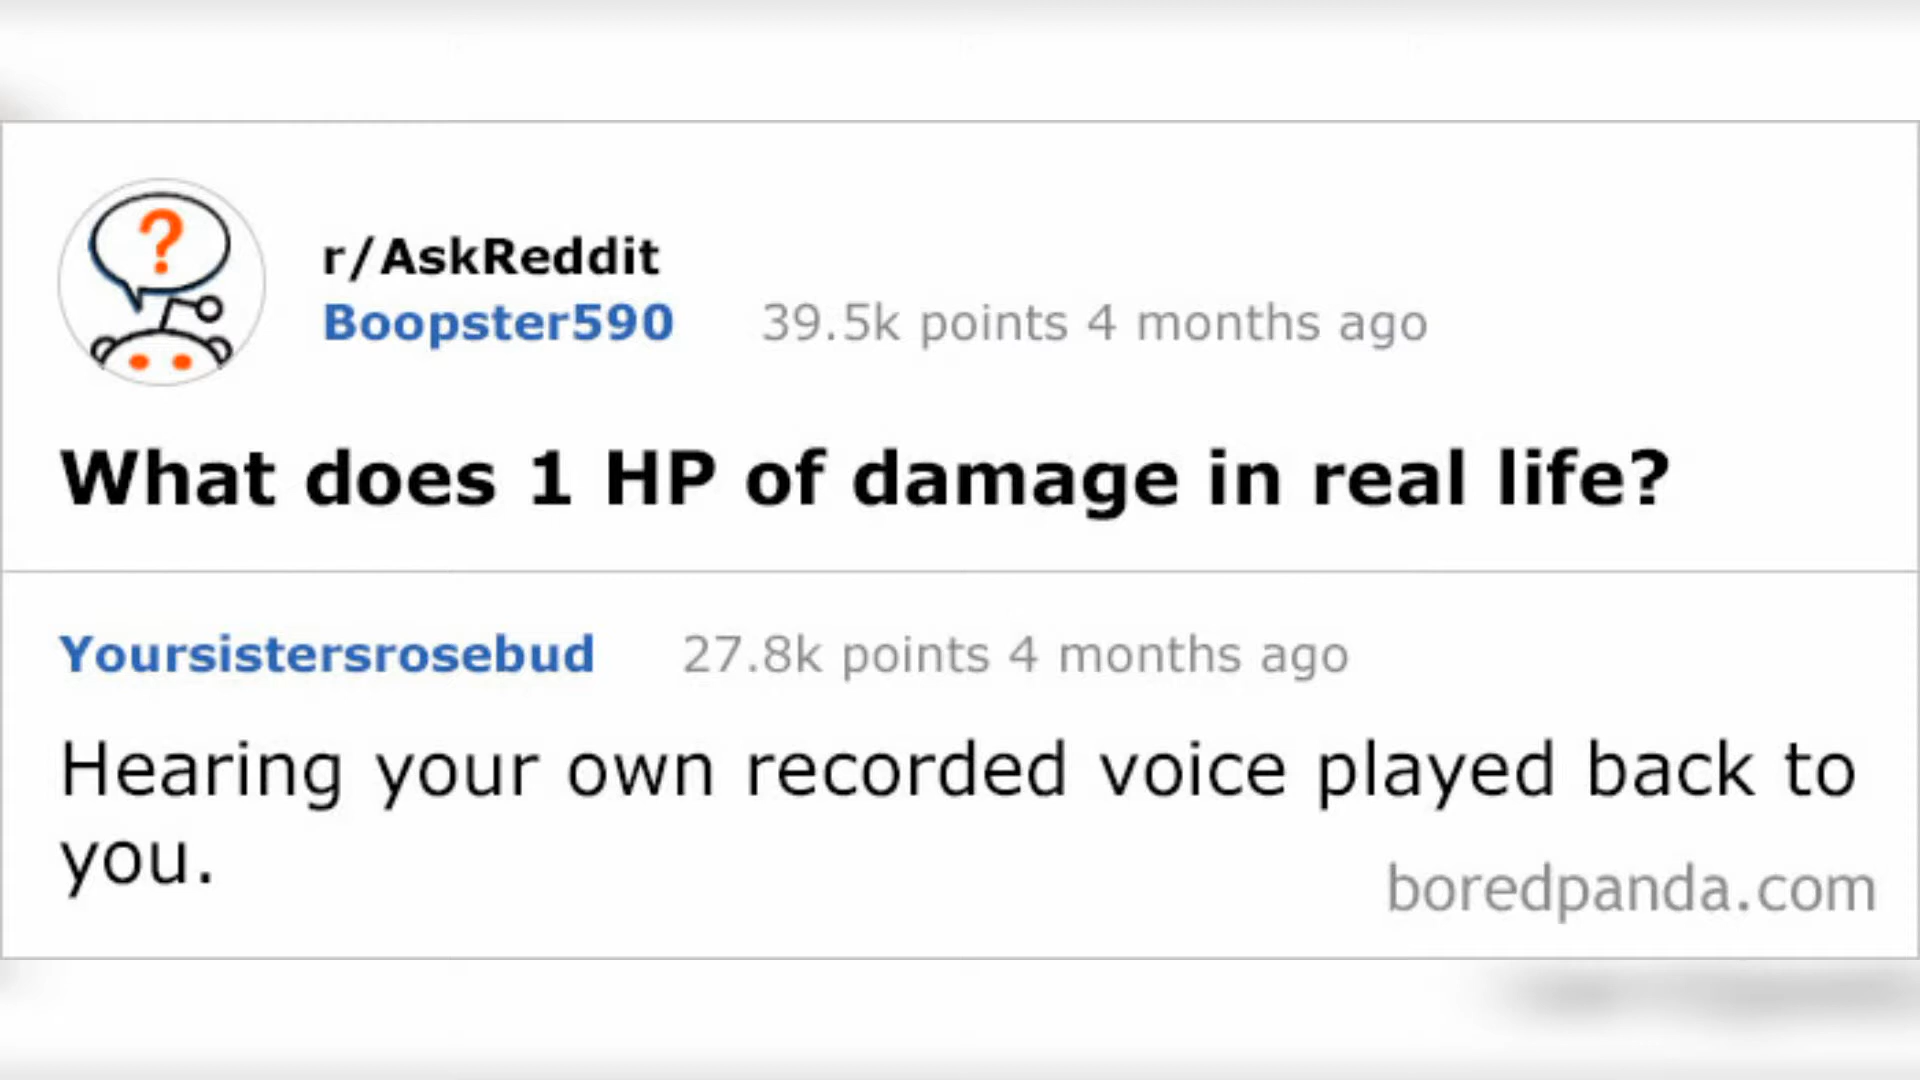 ?
r/AskReddit
Boopster590 39.5k points 4 months ago
What does 1 HP of damage in real life?
Yoursistersrosebud 27.8k points 4 months ago
Hearing your own recorded voice played back to
you.
boredpanda.com